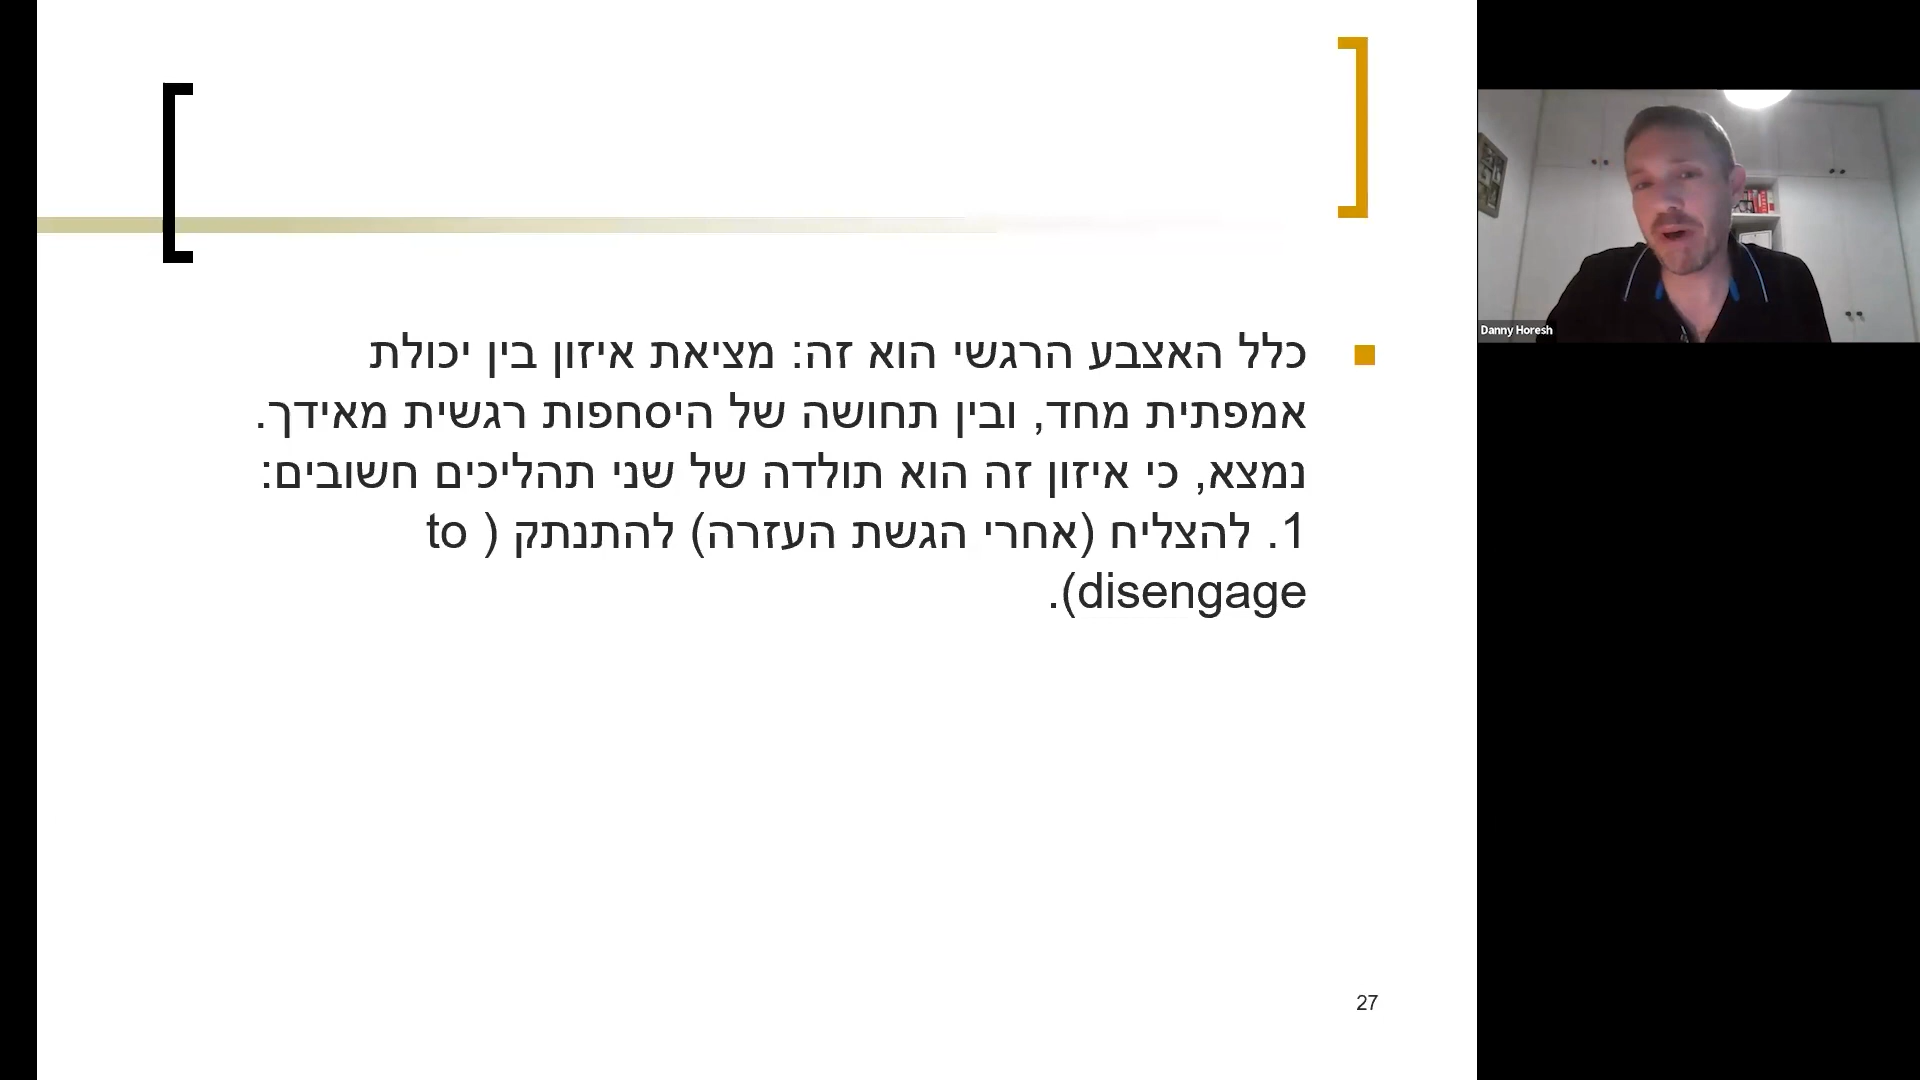 כלל האצבע הרגשי הוא זה: מציאת איזון בין יכולת
אמפתית מחד, ובין תחושה של היסחפות רגשית מאידך.
נמצא, כי איזון זה הוא תולדה של שני תהליכים חשובים:
1. להצליח (אחרי הגשת העזרה) להתנתק (to
disengage).
27
Danny Horesh